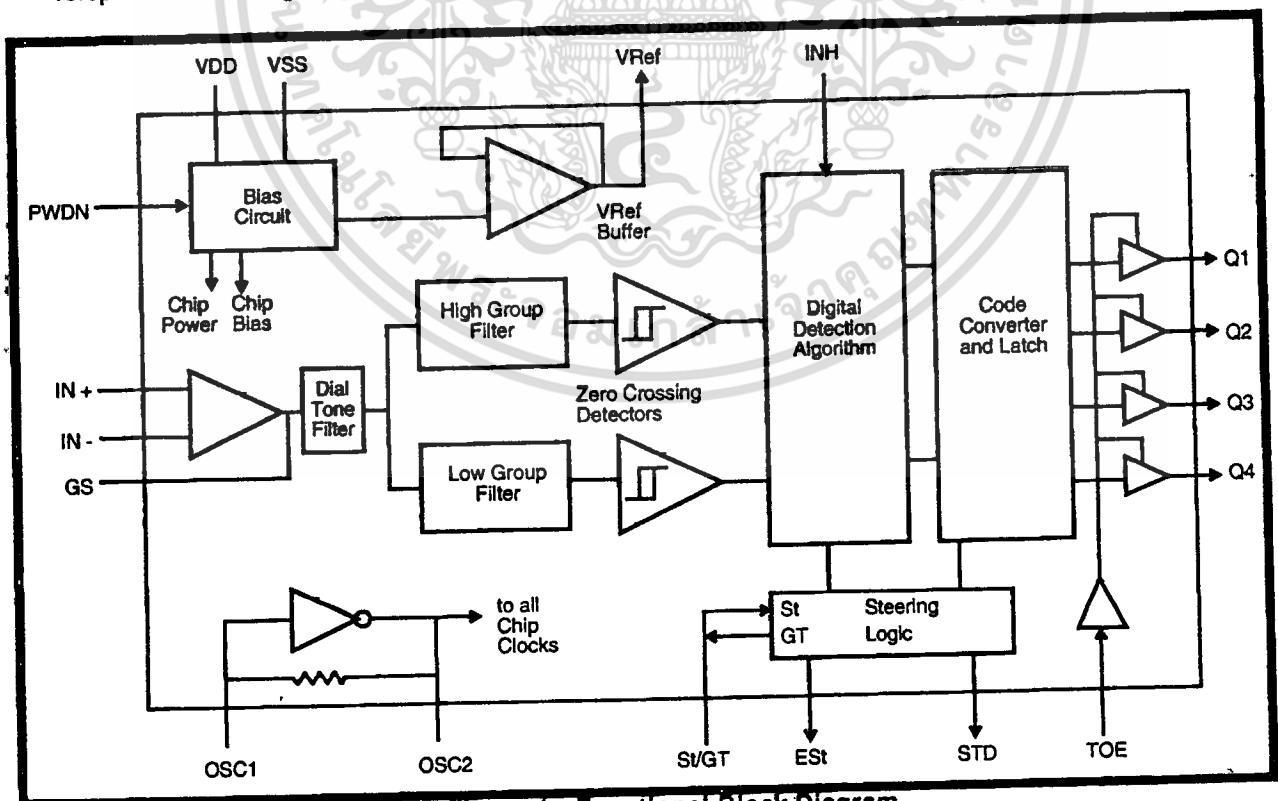 VDD
VSS
VRef
INH
PWDN
Bias
Circuit
VRef
Buffer
Chip
Power
Chip
Bias
High Group
Filter
Digital
Detection
Algorithm
Code
Converter
and Latch
Q1
Q2
Q3
Q4
IN +
IN -
GS
Dial
Tone
Filter
Zero Crossing
Detectors
Low Group
Filter
to all
Chip
Clocks
St
GT
Steering
Logic
OSC1
OSC2
St/GT
ESt
STD
TOE
Block Diagram